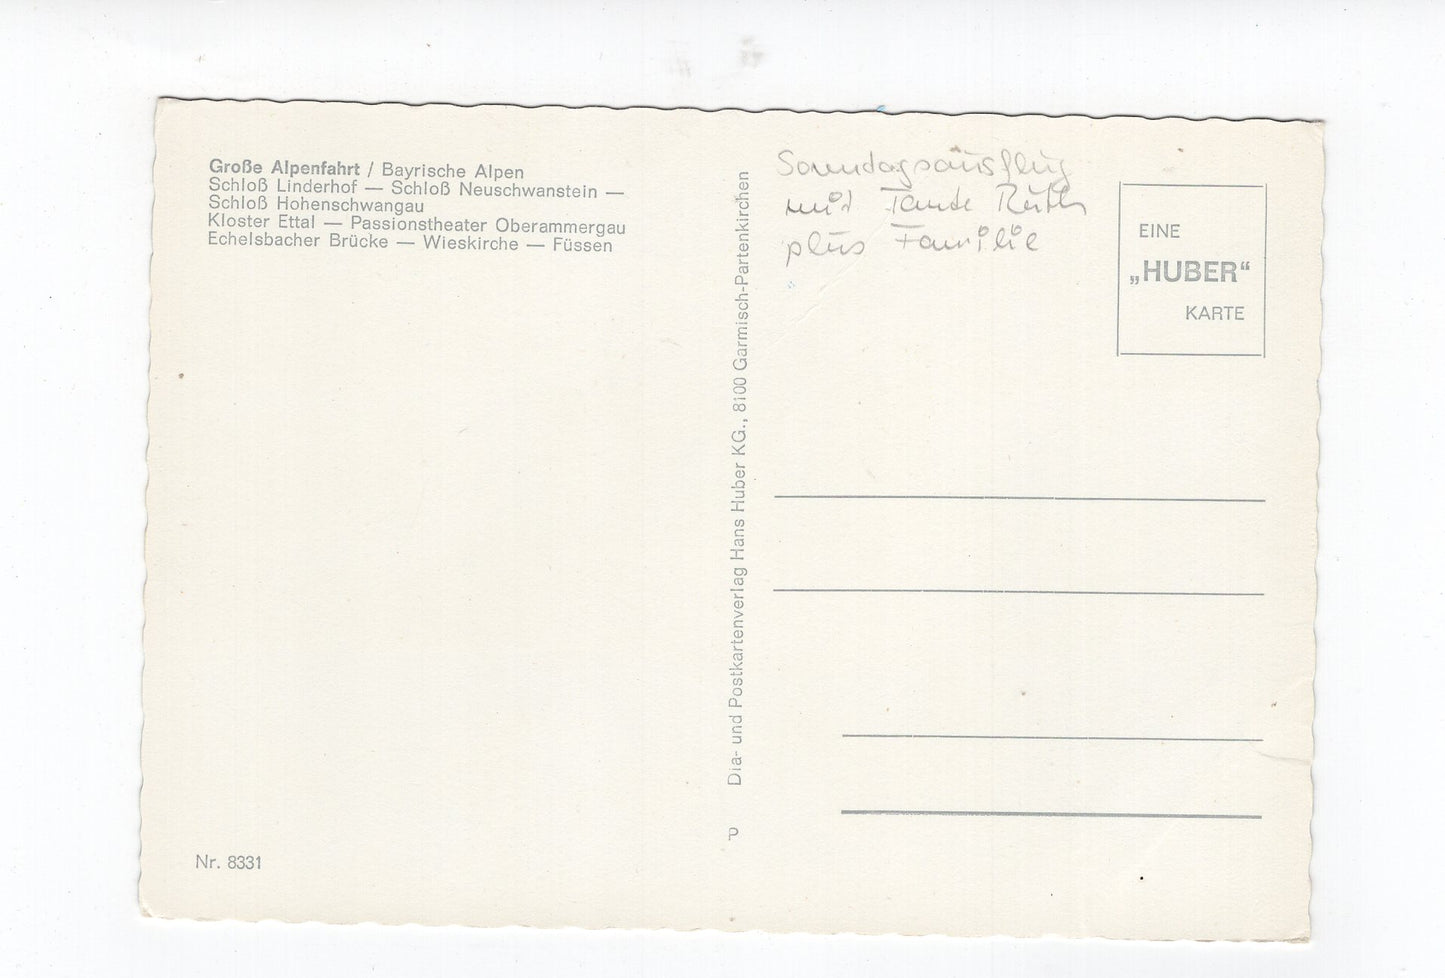 Große Alpenfahrt / Bayrische Alpen
Schloß Linderhof — Schloß Neuschwanstein —
Schloß Hohenschwangau
Kloster Ettal — Passionstheater Oberammergau
Echelsbacher Brücke — Wieskirche — Füssen
Nr. 8331
Dia- und Postkartenverlag Hans Huber KG., 8100 Garmisch-Partenkirchen
Sonndagsausflug
mit Tante Ruth
plus Familie
EINE
„HUBER“
KARTE